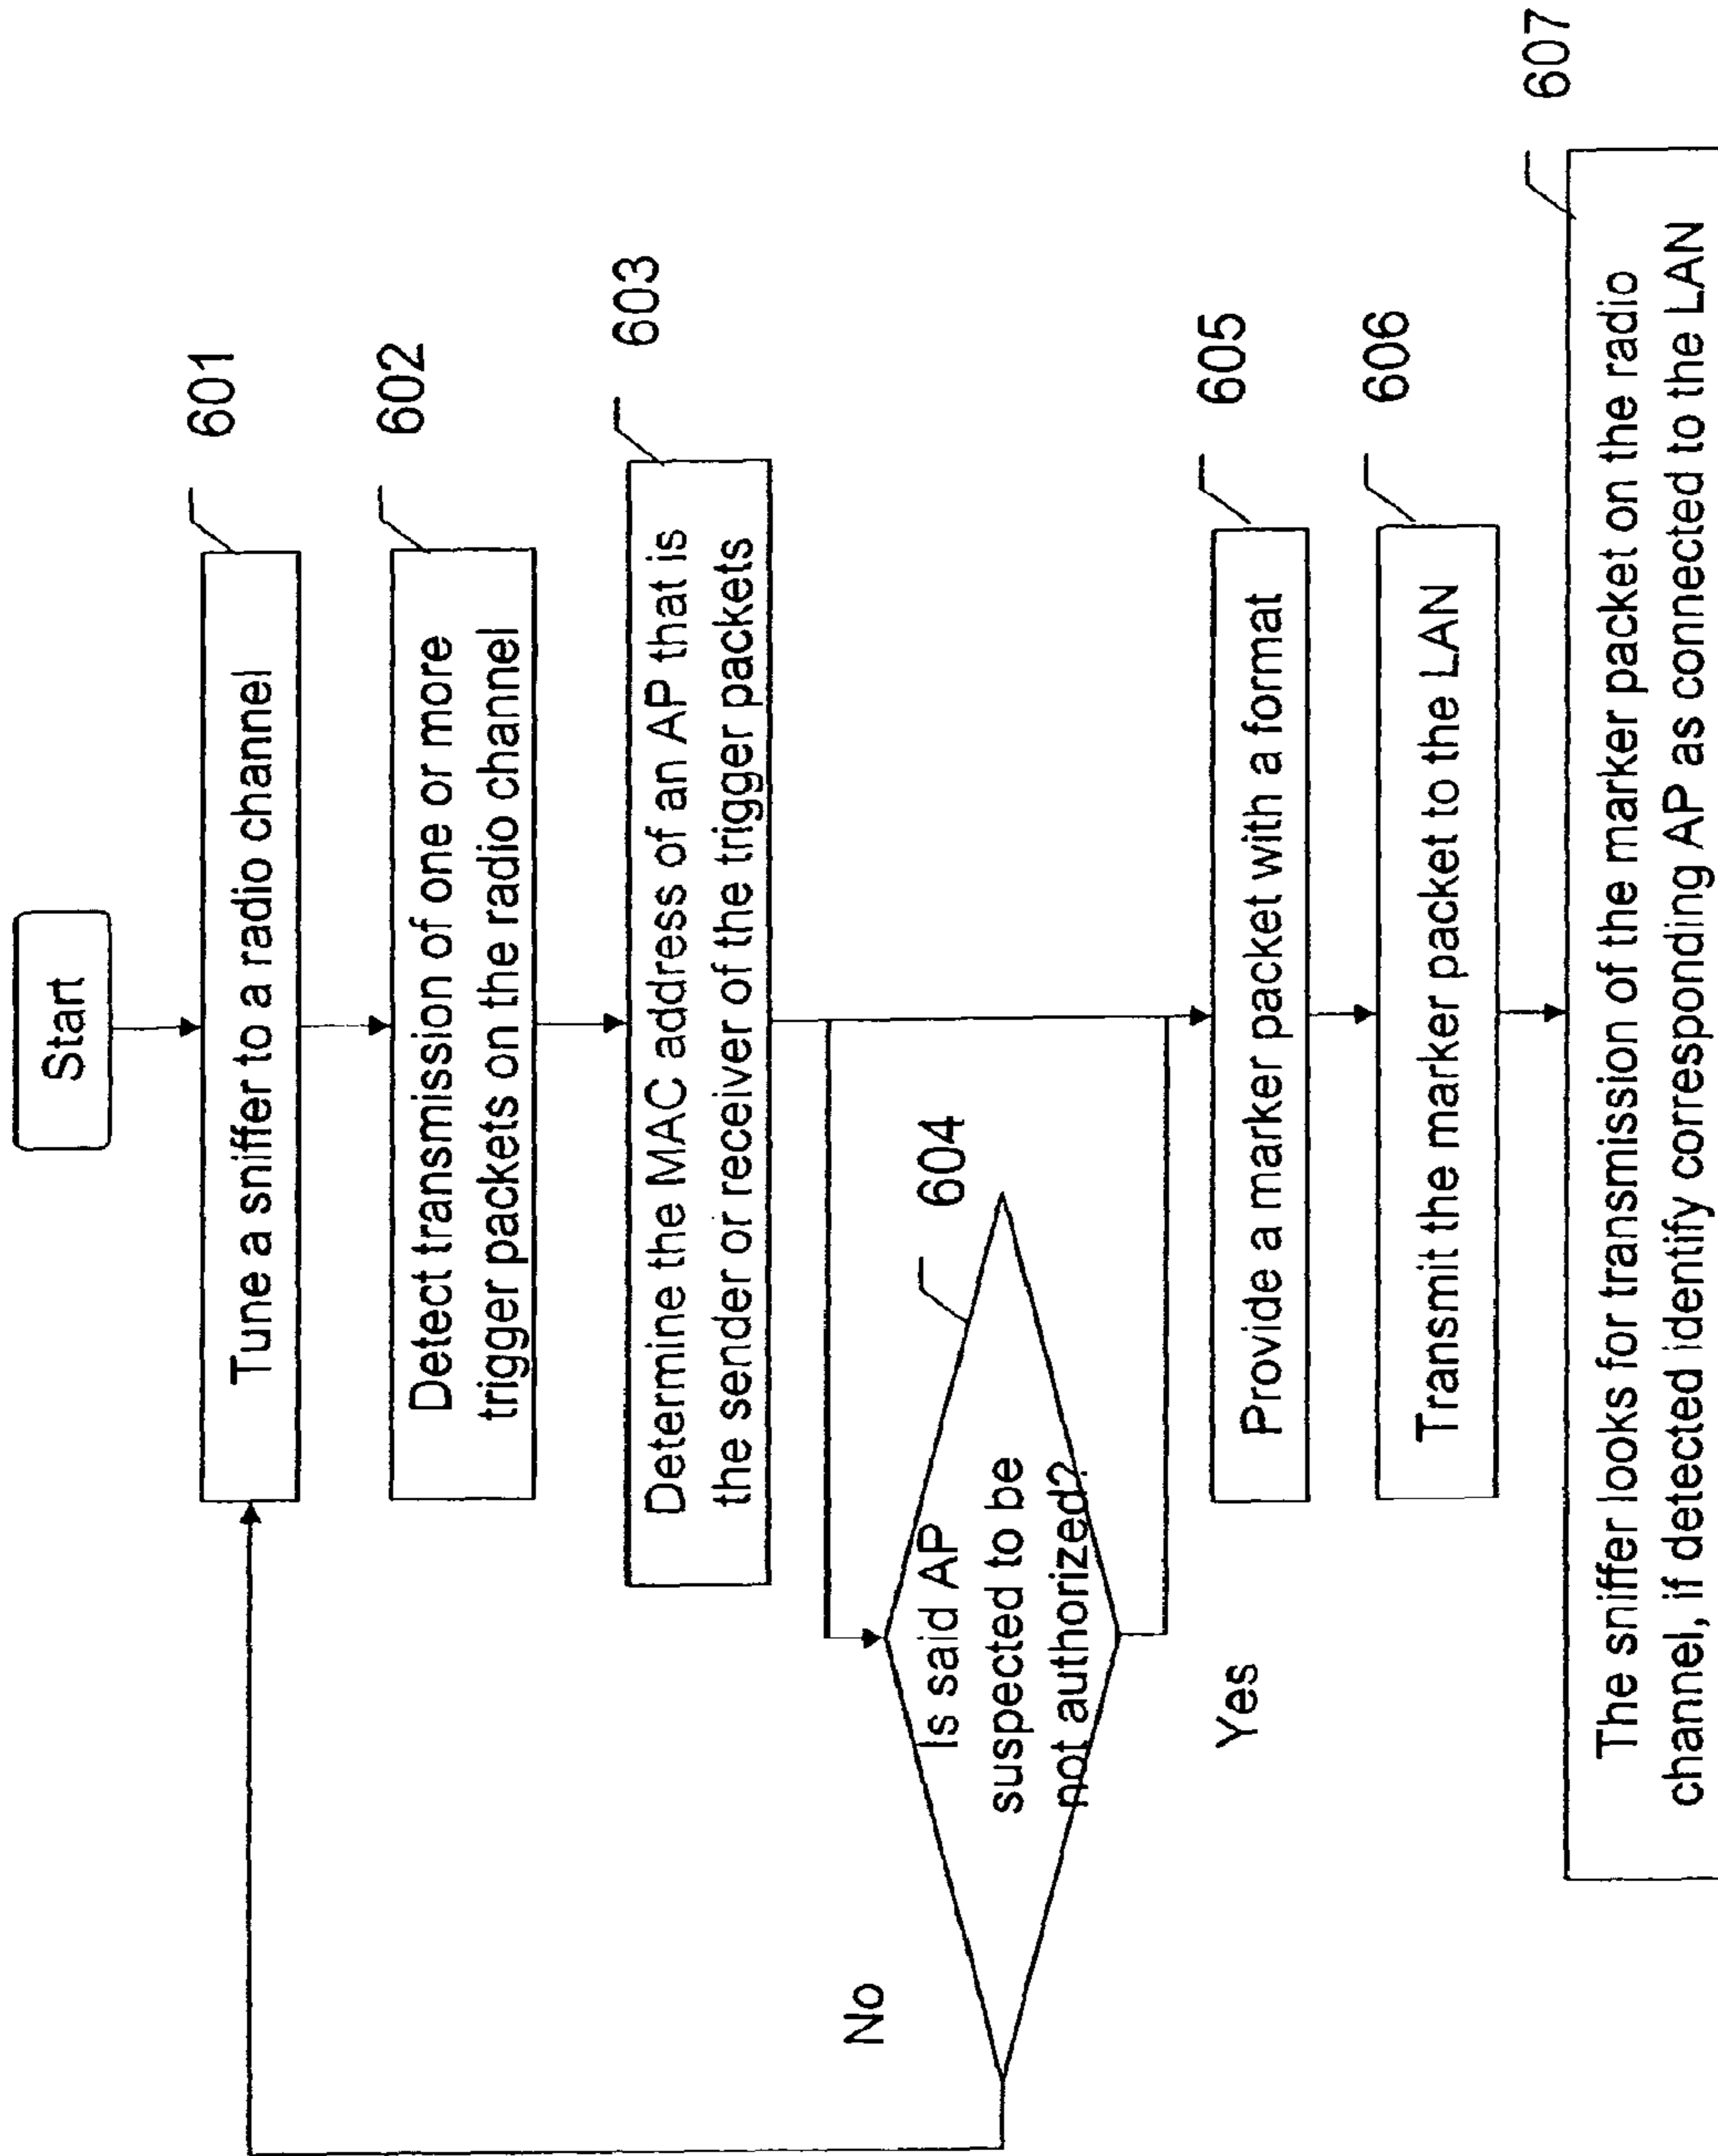 Start
601
Tune a sniffer to a radio channel
602
Detect transmission of one or more
trigger packets on the radio channel
603
Determine the MAC address of an AP that is
the sender or receiver of the trigger packets
604
Is said AP
suspected to be
not authorized?
No
Yes
605
Provide a marker packet with a format
606
Transmit the marker packet to the LAN
607
The sniffer looks for transmission of the marker packet on the radio
channel, if detected identify corresponding AP as connected to the LAN